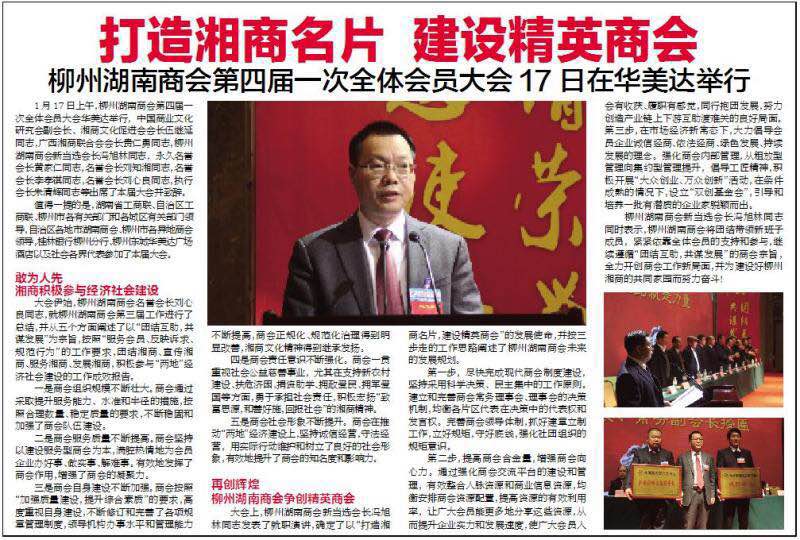 打造湘商名片 建设精英商会
柳州湖南商会第四届一次全体会员大会 17 日在华美达举行
1月17日上午，柳州湖南商会第四届一
次全体会员大会华美达举行，中国商业文化
研究会副会长、湘商文化促进会会长伍继延
同志，广西湘商联合会会长贵仁勇同志，柳州
湖南商会新当选会长冯旭林同志，永久名誉
会长黄家仁同志，名誉会长刘知湘同志，名誉
会长李孝祺同志，名誉会长刘心良同志，执行
会长朱清辉同志等出席了本届大会并致辞。
值得一提的是，湖南省工商联、自治区工
商联、柳州市各有关部门和各城区有关部门领
导，自治区各地市湖南商会、柳州市各异地商会
领导，桂林银行柳州分行、柳州东城华美达广场
酒店以及社会各界代表参加了本届大会。
敢为人先
湘商积极参与经济社会建设
大会伊始，柳州湖南商会名誉会长刘心
良同志，就柳州湖南商会第三届工作进行了
总结，并从五个方面阐述了以“团结互助，共
谋发展”为宗旨，按照“服务会员、反映诉求、
规范行为”的工作要求，团结湘商、宣传湘
商、服务湘商、发展湘商，积极参与“两地”经
济社会建设的工作成效报告。
一是商会组织规模不断壮大。商会通过
采取提升服务能力、水准和半径的措施，按
照合理数量、稳定质量的要求，不断稳固和
加强了商会队伍建设；
二是商会服务质量不断提高。商会坚持
以建设服务型商会为本，满腔热情地为会员
企业办好事、做实事、解难事，有效地发挥了
商会作用，增强了商会的凝聚力。
三是商会自身建设不断加强。商会按照
“加强质量建设，提升综合素质”的要求，高
度重视自身建设，不断修订和完善了各项规
章管理制度，领导机构办事水平和管理能力
不断提高，商会正规化、规范化治理得到明
显改善，湘商文化精神得到继承发扬。
四是商会责任意识不断强化。商会一贯
重视社会公益慈善事业，尤其在支持新农村
建设、扶危济困、捐资助学、拥政爱民、拥军爱
国等方面，勇于承担社会责任，积极宏扬“致
富思源，和善好施，回报社会”的湘商精神。
五是商会社会形象不断提升。商会在推
动“两地”经济建设上，坚持诚信经营、守法经
营，用实际行动维护和树立了良好的社会形
象，有效地提升了商会的知名度和影响力。
再创辉煌
柳州湖南商会争创精英商会
大会上，柳州湖南商会新当选会长冯旭
林同志发表了就职演讲，确定了以“打造湘
商名片，建设精英商会”的发展使命，并按三
步走的工作思路阐述了柳州湖南商会未来
的发展规划。
第一步，尽快完成现代商会制度建设，
坚持采用科学决策、民主集中的工作原则。
建立和完善商会常务理事会、理事会的决策
机制，均衡各片区代表在决策中的代表权和
发言权。完善商会领导体制，抓好建章立制
工作，立好规矩，守好底线，强化社团组织的
规矩意识。
第二步，提高商会含金量，增强商会向
心力，通过强化商会交流平台的建设和管
理，有效整合人脉资源和商业信息资源，均
衡安排商会资源配置，提高资源的有效利用
率，让广大会员能更多地分享这些资源，从
而提升企业实力和发展速度，使广大会员入
会有收获、履职有感觉，同行抱团发展，努力
创造产业链上下游互助渡难关的良好局面。
第三步，在市场经济新常态下，大力倡导会
员企业诚信经商、依法经商、绿色发展、持续
发展的理念。强化商会内部管理，从粗放型
管理向集约型管理提升，倡导工匠精神，积
极开展“大众创业、万众创新”活动，在条件
成熟的情况下，设立“双创基金会”，引导和
培养一批有潜质的企业家脱颖而出。
柳州湖南商会新当选会长冯旭林同志
同时表示，柳州湖南商会将团结带领新班子
成员，紧紧依靠全体会员的支持和参与，继
续遵循“团结互助，共谋发展”的商会宗旨，
全力开创商会工作新局面，并为建设好柳州
湘商的共同家园而努力奋斗！